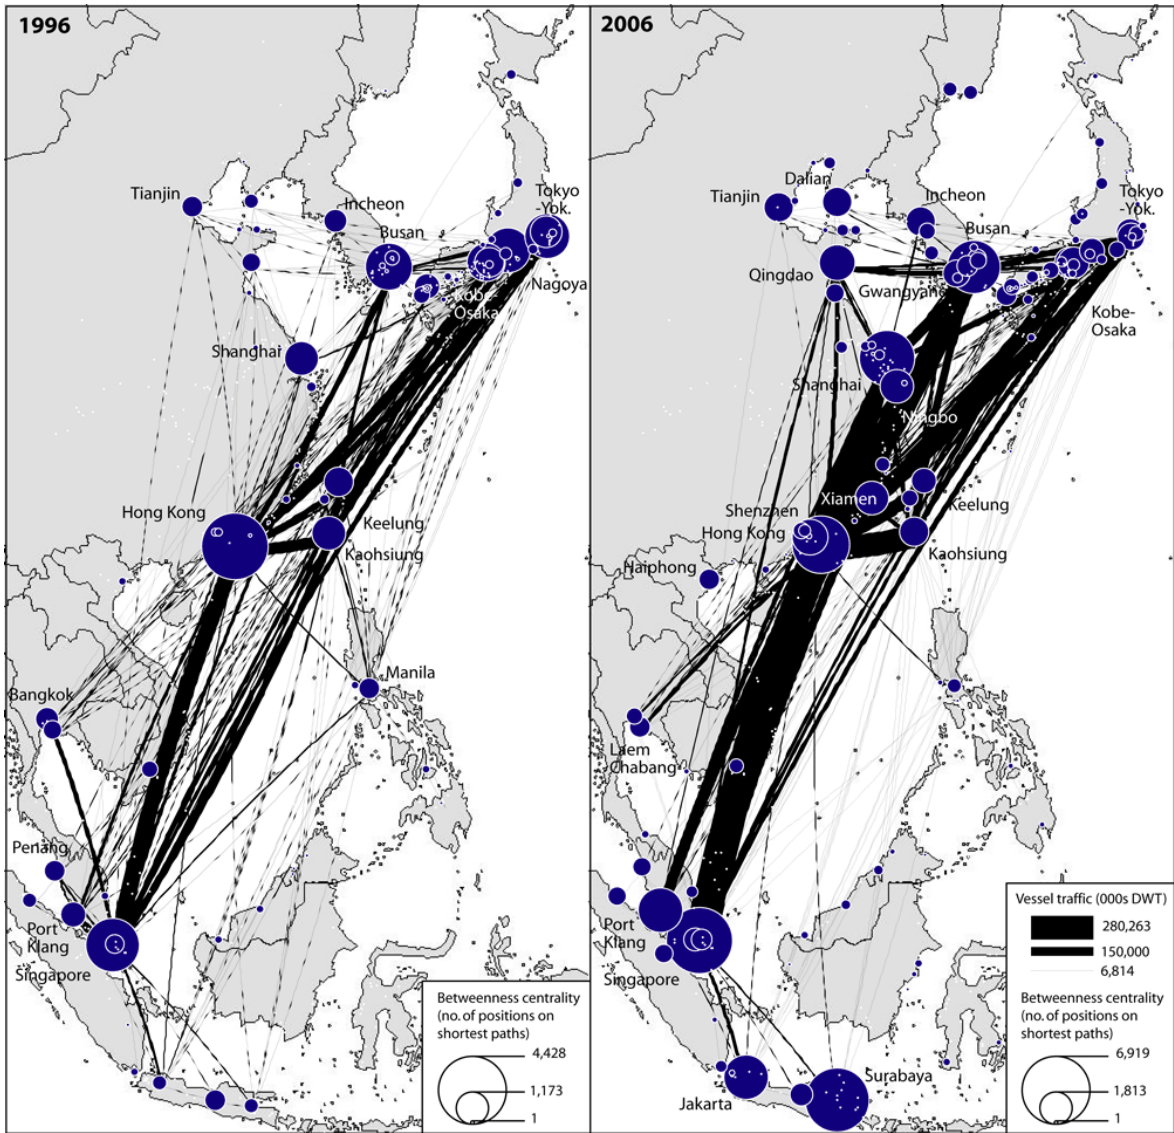 1996
Tianjin
Incheon
Tokyo
-Yok.
Busan
Nagoya
Kobe-
Osaka
Shanghai
Hong Kong
Keelung
Kaohsiung
Manila
Bangkok
Penang
Port
Klang
Singapore
Betweenness centrality
(no. of positions on
shortest paths)
4,428
1,173
1
2006
Dalian
Tianjin
Incheon
Tokyo
-Yok.
Busan
Qingdao
Gwangyang
Kobe-
Osaka
Shanghai
Ningbo
Xiamen
Shenzhen
Hong Kong
Keelung
Kaohsiung
Haiphong
Laem
Chabang
Port
Klang
Singapore
Jakarta
Surabaya
Vessel traffic (000s DWT)
280,263
150,000
6,814
Betweenness centrality
(no. of positions on
shortest paths)
6,919
1,813
1